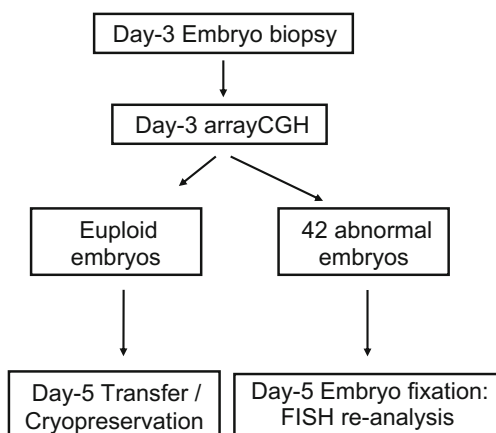 Day-3 Embryo biopsy
Day-3 arrayCGH
Euploid
embryos
42 abnormal
embryos
Day-5 Transfer /
Cryopreservation
Day-5 Embryo fixation:
FISH re-analysis